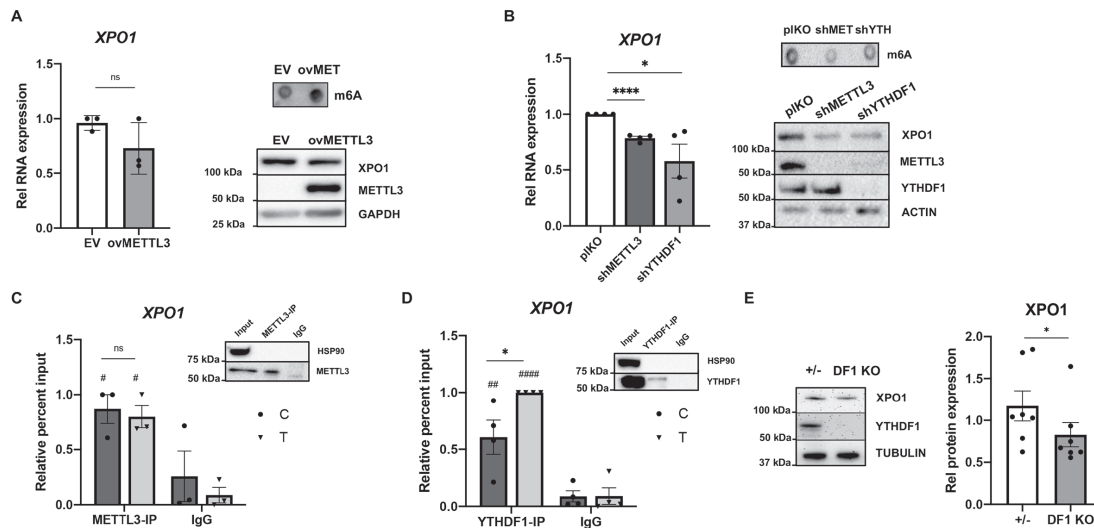 A
XPO1
Rel RNA expression
1.5
1.0
0.5
0.0
ns
EV ovMETTL3
EV ovMET
m6A
EV ovMETTL3
XPO1
100 kDa
METTL3
50 kDa
GAPDH
25 kDa
B
XPO1
Rel RNA expression
1.5
1.0
0.5
0.0
*
****
plKO
shMETTL3
shYTHDF1
plKO shMET shYTH
m6A
plKO
shMETTL3
shYTHDF1
XPO1
100 kDa
METTL3
50 kDa
YTHDF1
50 kDa
ACTIN
37 kDa
C
XPO1
Relative percent input
1.5
1.0
0.5
0.0
ns
# #
METTL3-IP IgG
Input
METTL3-IP
IgG
75 kDa
HSP90
50 kDa
METTL3
C
T
D
XPO1
Relative percent input
1.5
1.0
0.5
0.0
*
## ####
YTHDF1-IP IgG
Input
YTHDF1-IP
IgG
HSP90
75 kDa
YTHDF1
50 kDa
C
T
E
+/- DF1 KO
XPO1
100 kDa
YTHDF1
50 kDa
TUBULIN
37 kDa
XPO1
Rel protein expression
2.0
1.5
1.0
0.5
0.0
*
+/- DF1 KO